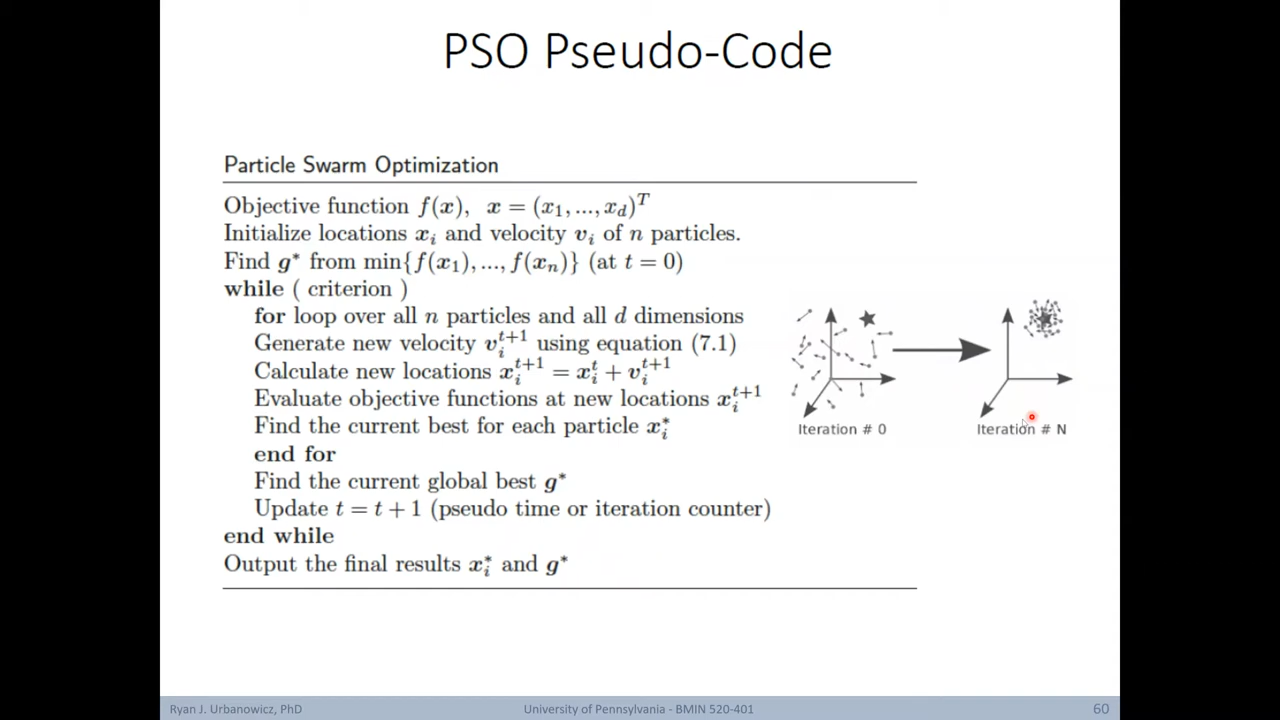 PSO Pseudo-Code
Particle Swarm Optimization
Objective function f(x), x = (x₁, ..., x_d)ᵀ
Initialize locations xᵢ and velocity vᵢ of n particles.
Find g* from min{f(x₁), ..., f(xₙ)} (at t = 0)
while ( criterion )
for loop over all n particles and all d dimensions
Generate new velocity vᵢᵗ⁺¹ using equation (7.1)
Calculate new locations xᵢᵗ⁺¹ = xᵢᵗ + vᵢᵗ⁺¹
Evaluate objective functions at new locations xᵢᵗ⁺¹
Find the current best for each particle xᵢ*
end for
Find the current global best g*
Update t = t + 1 (pseudo time or iteration counter)
end while
Output the final results xᵢ* and g*
Iteration # 0
Iteration # N
Ryan J. Urbanowicz, PhD
University of Pennsylvania - BMIN 520-401
60